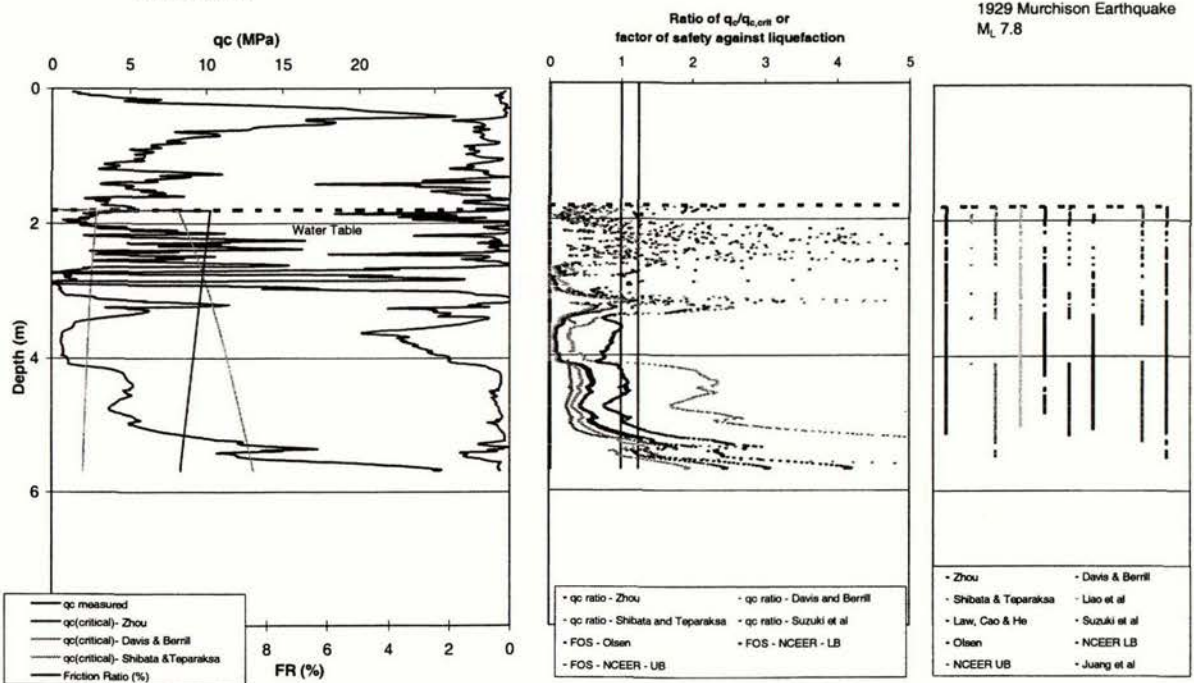 qc (MPa)
0 5 10 15 20
0
2
4
6
Depth (m)
Water Table
8 6 4 2 0
FR (%)
qc measured
qc(critical)- Zhou
qc(critical)- Davis & Berrill
qc(critical)- Shibata &Teparaksa
Friction Ratio (%)
Ratio of qc/qc,crit or
factor of safety against liquefaction
0 1 2 3 4 5
qc ratio - Zhou
qc ratio - Davis and Berrill
qc ratio - Shibata and Teparaksa
qc ratio - Suzuki et al
FOS - Olsen
FOS - NCEER - LB
FOS - NCEER - UB
1929 Murchison Earthquake
ML 7.8
Zhou
Davis & Berrill
Shibata & Teparaksa
Liao et al
Law, Cao & He
Suzuki et al
Olsen
NCEER LB
NCEER UB
Juang et al